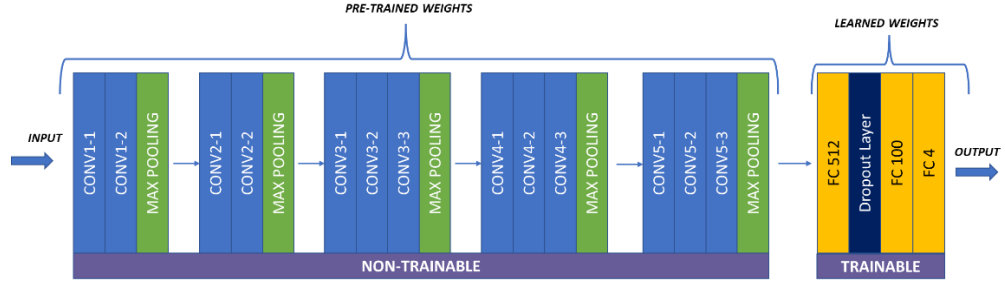 PRE-TRAINED WEIGHTS
LEARNED WEIGHTS
INPUT
CONV1-1
CONV1-2
MAX POOLING
CONV2-1
CONV2-2
MAX POOLING
CONV3-1
CONV3-2
CONV3-3
MAX POOLING
CONV4-1
CONV4-2
CONV4-3
MAX POOLING
CONV5-1
CONV5-2
CONV5-3
MAX POOLING
FC 512
Dropout Layer
FC 100
FC 4
OUTPUT
NON-TRAINABLE
TRAINABLE